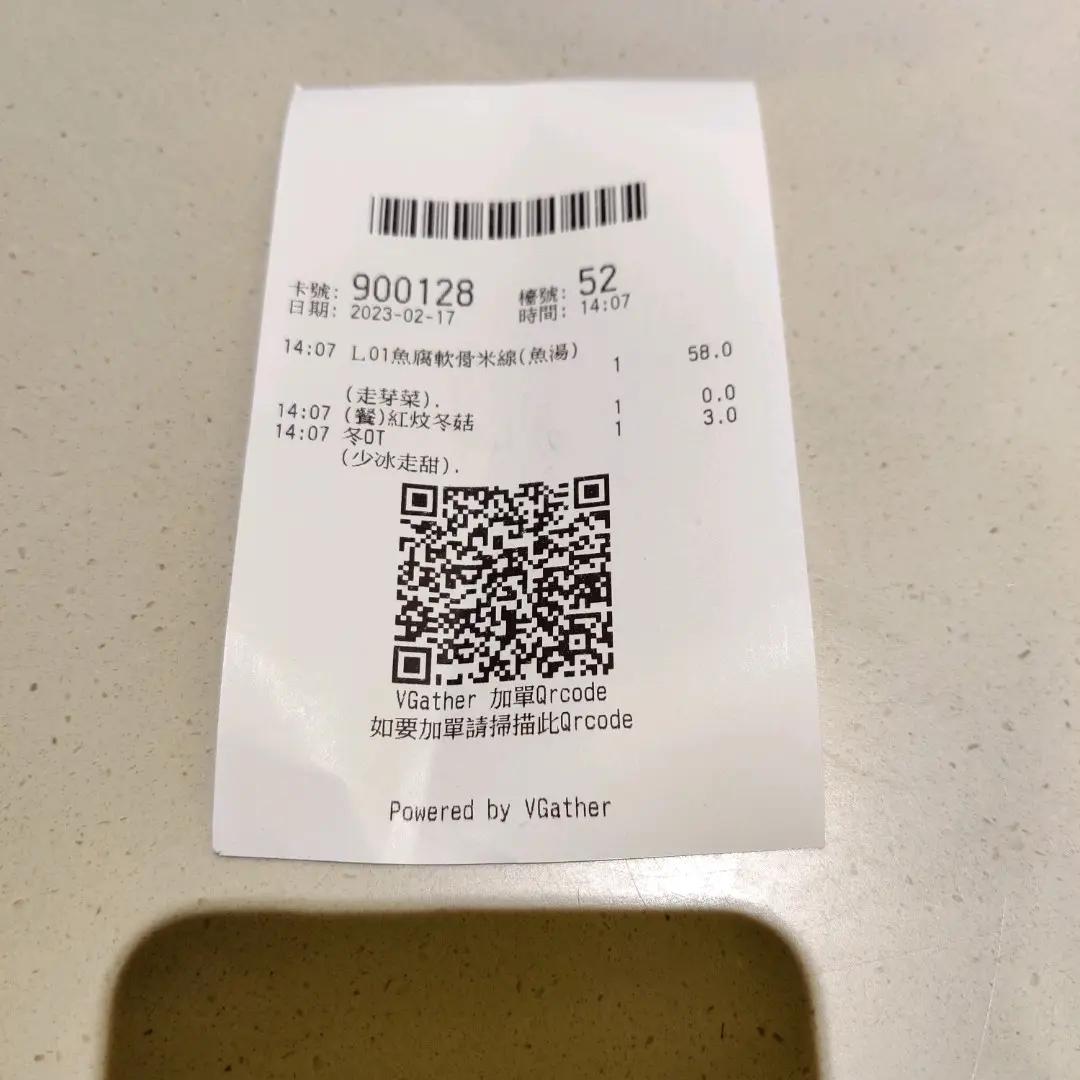 卡號: 900128 檯號: 52
日期: 2023-02-17 時間: 14:07
14:07 L01魚腐軟骨米線(魚湯) 1 58.0
(走芽菜).
14:07 (餐)紅炆冬菇 1 0.0
14:07 冬OT 1 3.0
(少冰走甜).
VGather 加單Qrcode
如要加單請掃描此Qrcode
Powered by VGather